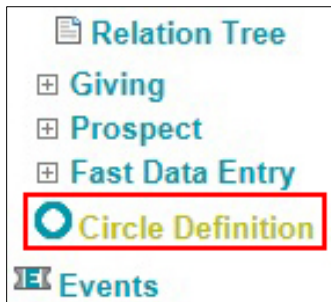 Relation Tree
Giving
Prospect
Fast Data Entry
Circle Definition
E Events